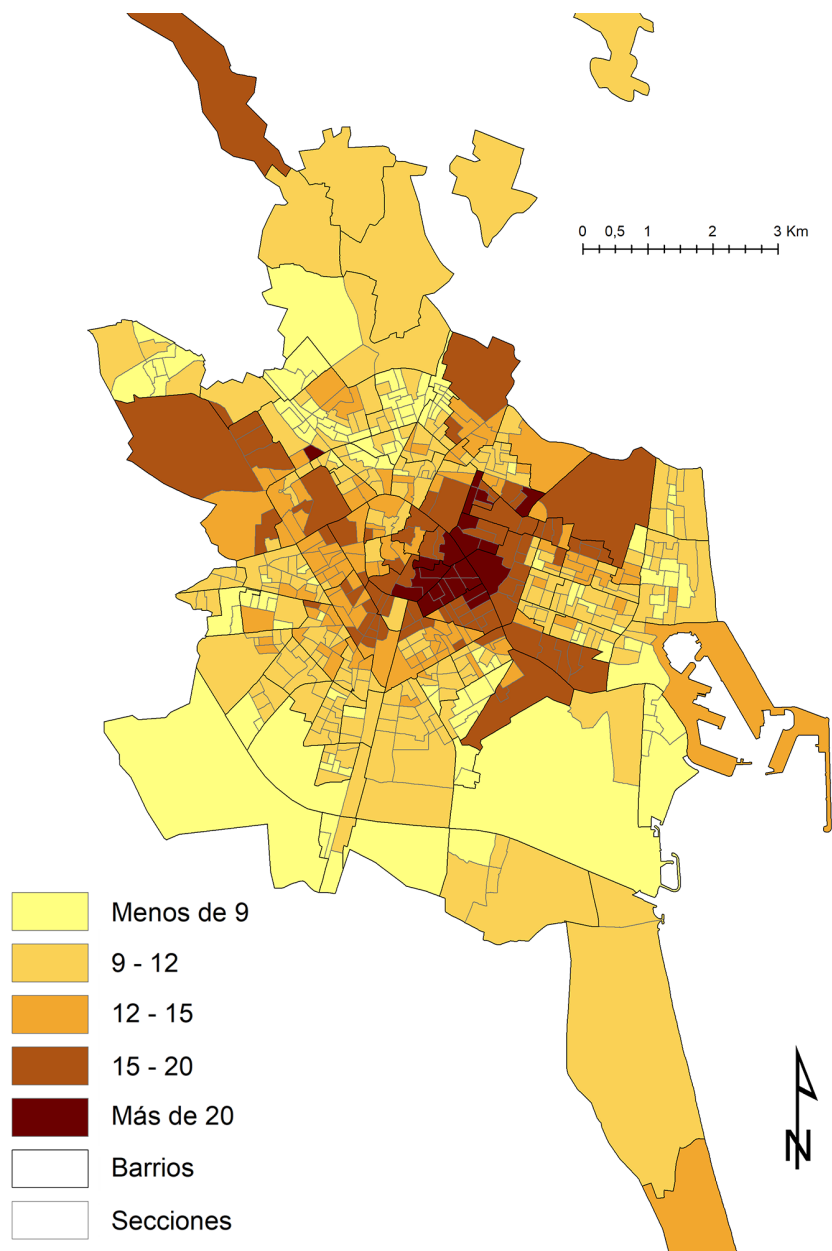 0 0,5 1 2 3 Km
Menos de 9
9 - 12
12 - 15
15 - 20
Más de 20
N
Barrios
Secciones